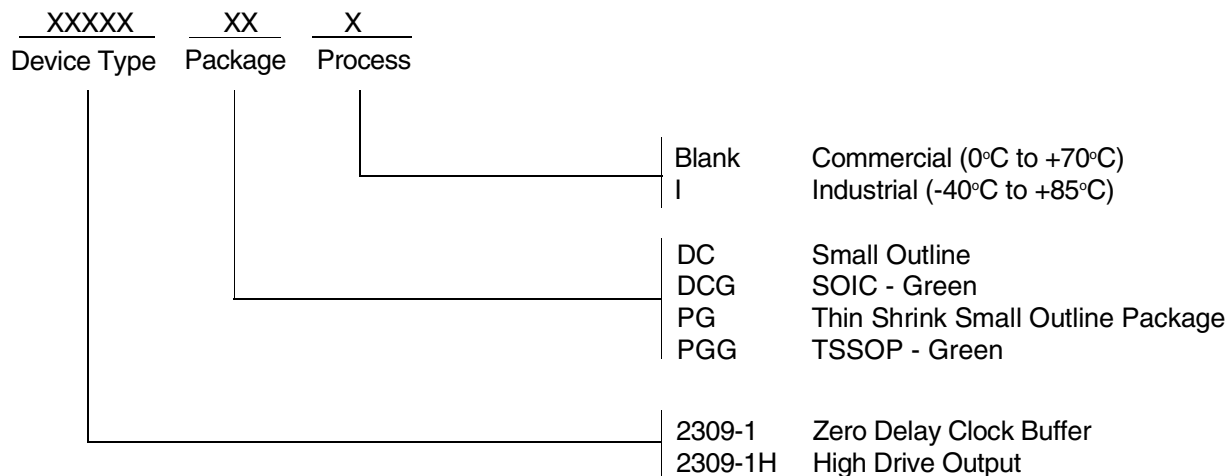 XXXXX XX X
Device Type Package Process
Blank Commercial (0°C to +70°C)
I Industrial (-40°C to +85°C)
DC Small Outline
DCG SOIC - Green
PG Thin Shrink Small Outline Package
PGG TSSOP - Green
2309-1 Zero Delay Clock Buffer
2309-1H High Drive Output